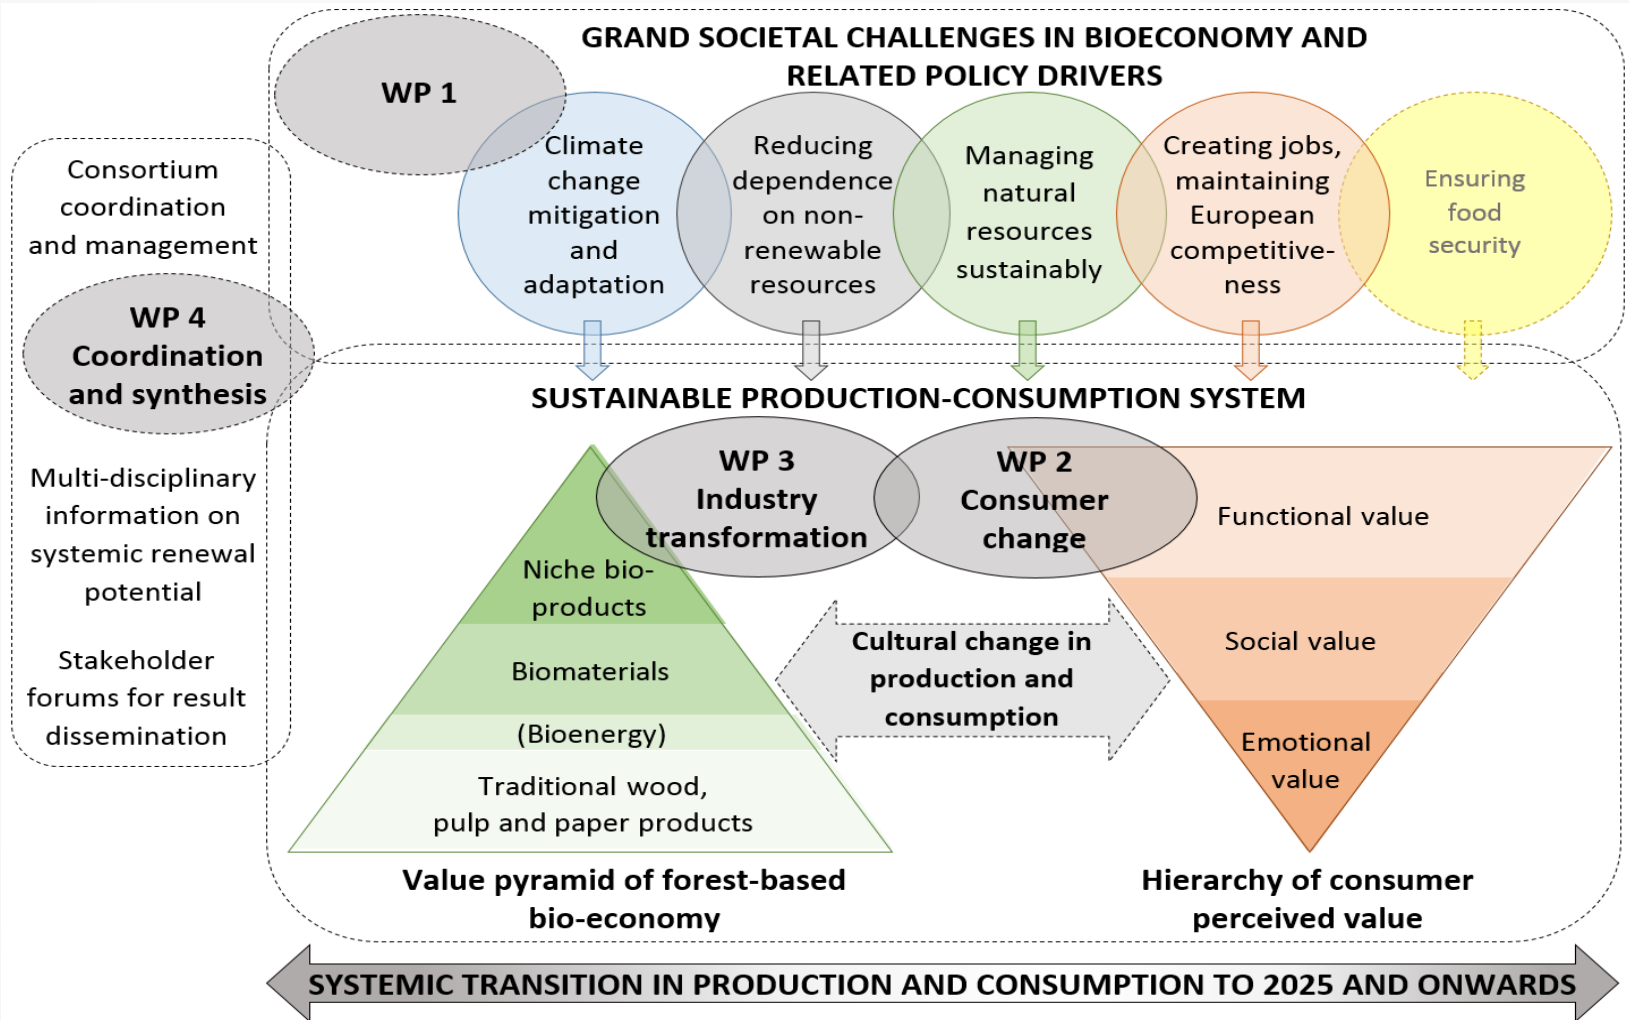 GRAND SOCIETAL CHALLENGES IN BIOECONOMY AND
RELATED POLICY DRIVERS
WP 1
Climate
change
mitigation
and
adaptation
Reducing
dependence
on non-
renewable
resources
Managing
natural
resources
sustainably
Creating jobs,
maintaining
European
competitive-
ness
Ensuring
food
security
Consortium
coordination
and management
WP 4
Coordination
and synthesis
Multi-disciplinary
information on
systemic renewal
potential
Stakeholder
forums for result
dissemination
SUSTAINABLE PRODUCTION-CONSUMPTION SYSTEM
WP 3
Industry
transformation
WP 2
Consumer
change
Niche bio-
products
Biomaterials
(Bioenergy)
Traditional wood,
pulp and paper products
Value pyramid of forest-based
bio-economy
Cultural change in
production and
consumption
Functional value
Social value
Emotional
value
Hierarchy of consumer
perceived value
SYSTEMIC TRANSITION IN PRODUCTION AND CONSUMPTION TO 2025 AND ONWARDS